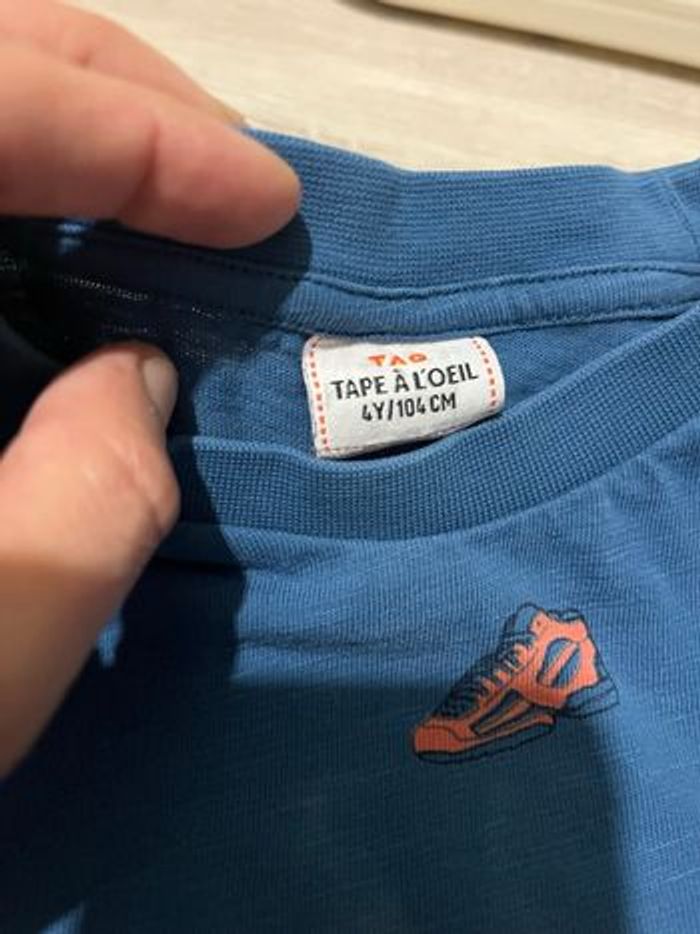 TAO
TAPE À L'OEIL
4Y/104 CM